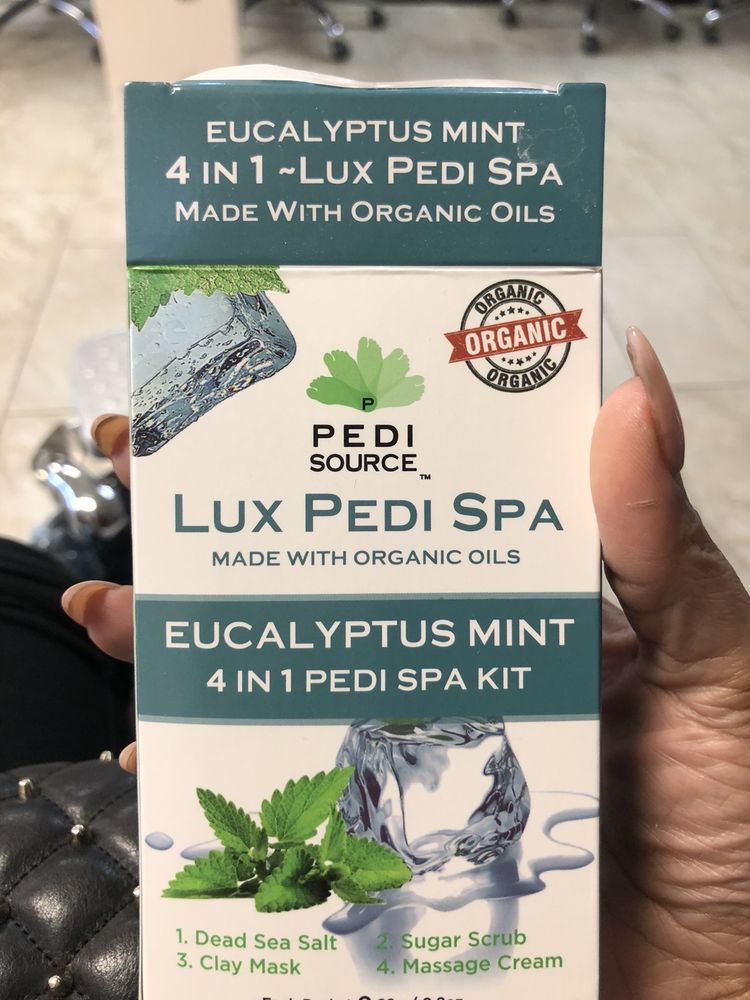 EUCALYPTUS MINT
4 IN 1 ~LUX PEDI SPA
MADE WITH ORGANIC OILS
ORGANIC
ORGANIC
ORGANIC
P
PEDI
SOURCE™
LUX PEDI SPA
MADE WITH ORGANIC OILS
EUCALYPTUS MINT
4 IN 1 PEDI SPA KIT
1. Dead Sea Salt 2. Sugar Scrub
3. Clay Mask 4. Massage Cream